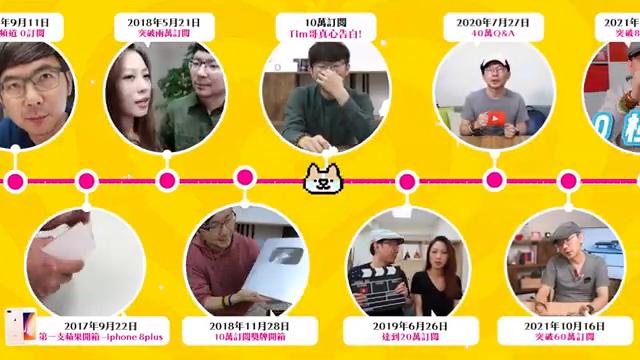 年9月11日
頻道 0訂閱
2018年5月21日
突破兩萬訂閱
10萬訂閱
Tim哥真心告白!
2020年7月27日
40萬Q&A
2021年
突破8
2017年9月22日
第一支蘋果開箱 –iphone 8plus
2018年11月28日
10萬訂閱獎牌開箱
2019年6月26日
達到20萬訂閱
2021年10月16日
突破60萬訂閱